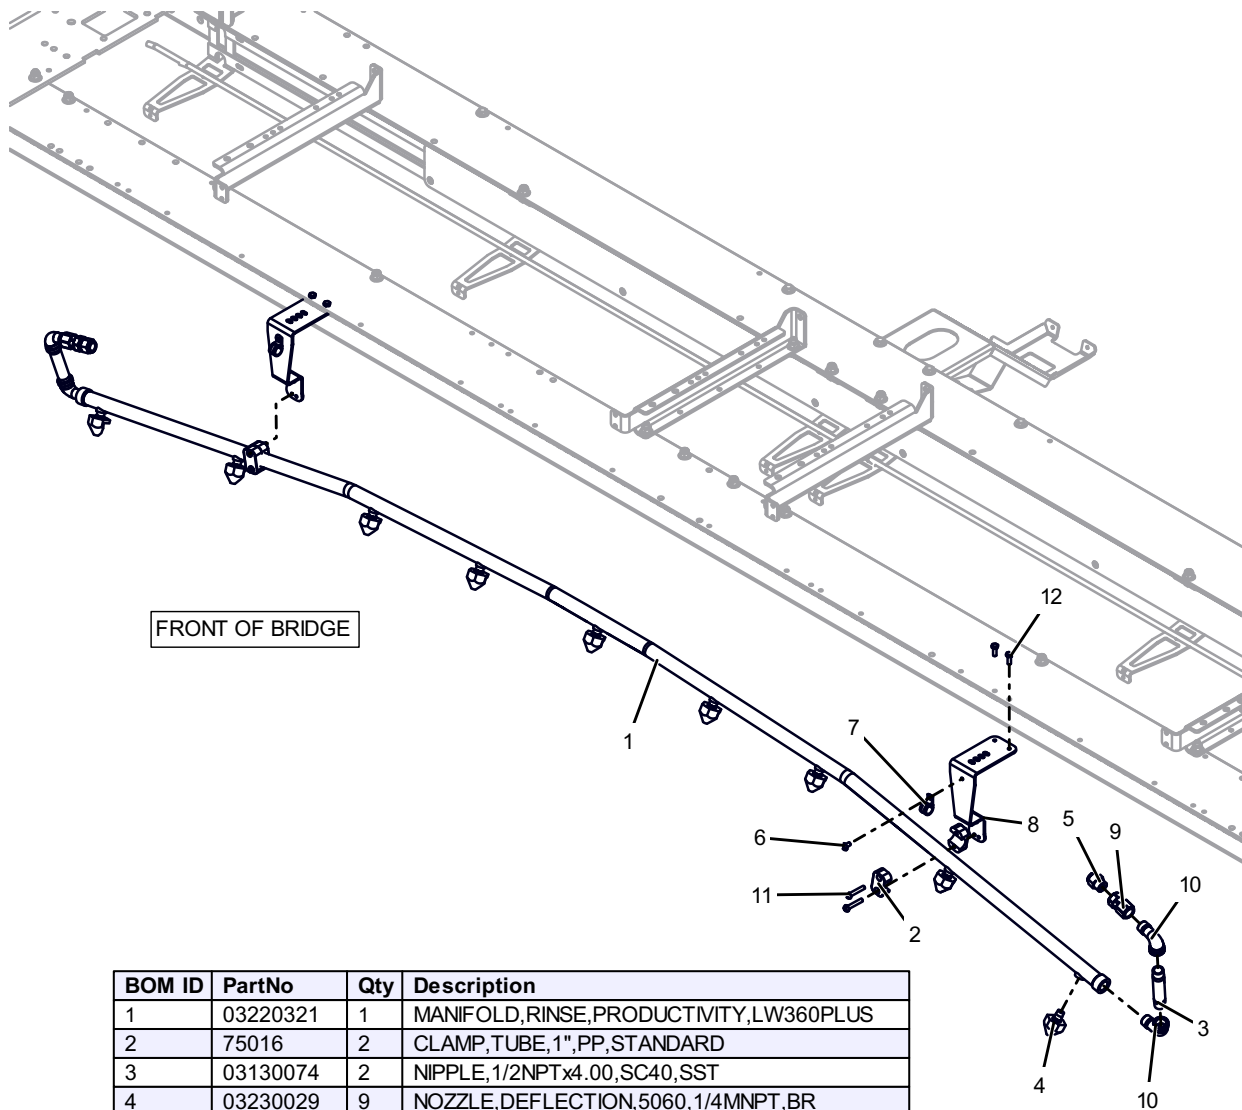 12
FRONT OF BRIDGE
7
1
8
5
9
6
10
11
2
3
4
10
BOM ID PartNo Qty Description
1 03220321 1 MANIFOLD,RINSE,PRODUCTIVITY,LW360PLUS
2 75016 2 CLAMP,TUBE,1",PP,STANDARD
3 03130074 2 NIPPLE,1/2NPTx4.00,SC40,SST
4 03230029 9 NOZZLE,DEFLECTION,5060,1/4MNPT,BR